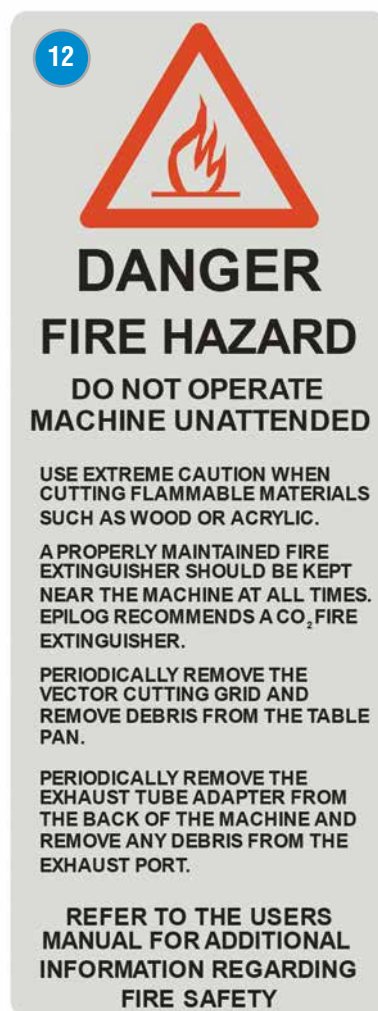 12
DANGER
FIRE HAZARD
DO NOT OPERATE
MACHINE UNATTENDED
USE EXTREME CAUTION WHEN
CUTTING FLAMMABLE MATERIALS
SUCH AS WOOD OR ACRYLIC.
A PROPERLY MAINTAINED FIRE
EXTINGUISHER SHOULD BE KEPT
NEAR THE MACHINE AT ALL TIMES.
EPILOG RECOMMENDS A CO₂ FIRE
EXTINGUISHER.
PERIODICALLY REMOVE THE
VECTOR CUTTING GRID AND
REMOVE DEBRIS FROM THE TABLE
PAN.
PERIODICALLY REMOVE THE
EXHAUST TUBE ADAPTER FROM
THE BACK OF THE MACHINE AND
REMOVE ANY DEBRIS FROM THE
EXHAUST PORT.
REFER TO THE USERS
MANUAL FOR ADDITIONAL
INFORMATION REGARDING
FIRE SAFETY